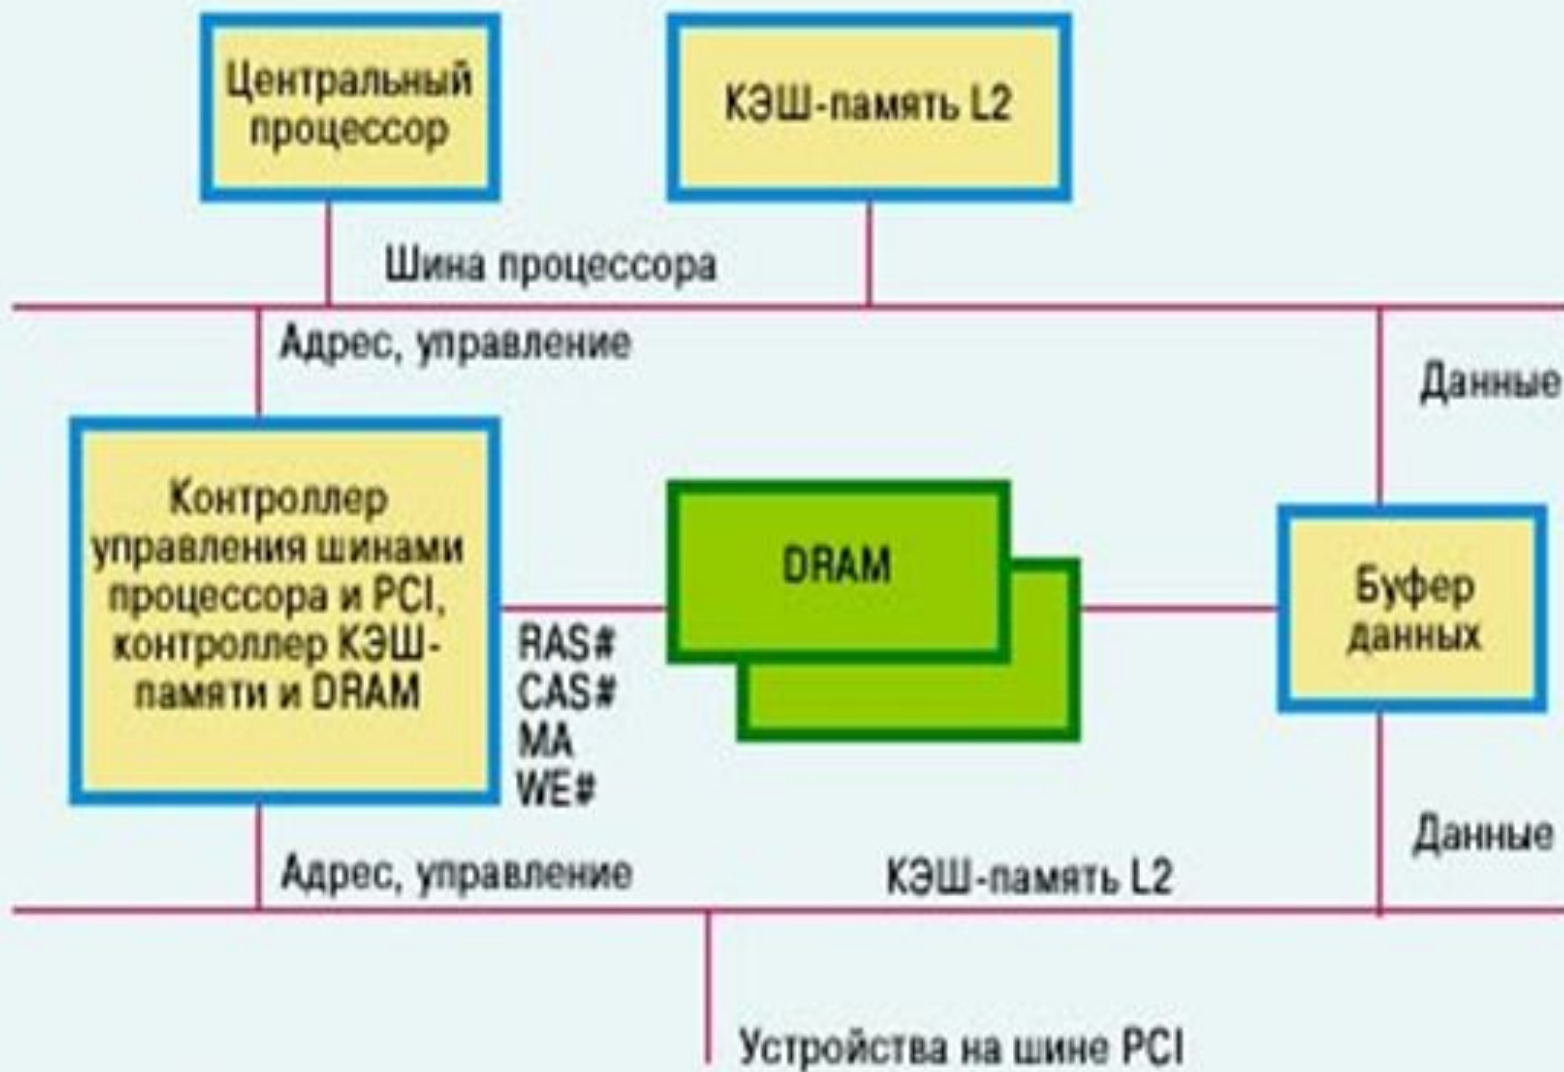 Центральный
процессор
КЭШ-память L2
Шина процессора
Адрес, управление
Данные
Контроллер
управления шинами
процессора и PCI,
контроллер КЭШ-
памяти и DRAM
RAS#
CAS#
MA
WE#
DRAM
Буфер
данных
Адрес, управление
КЭШ-память L2
Данные
Устройства на шине PCI